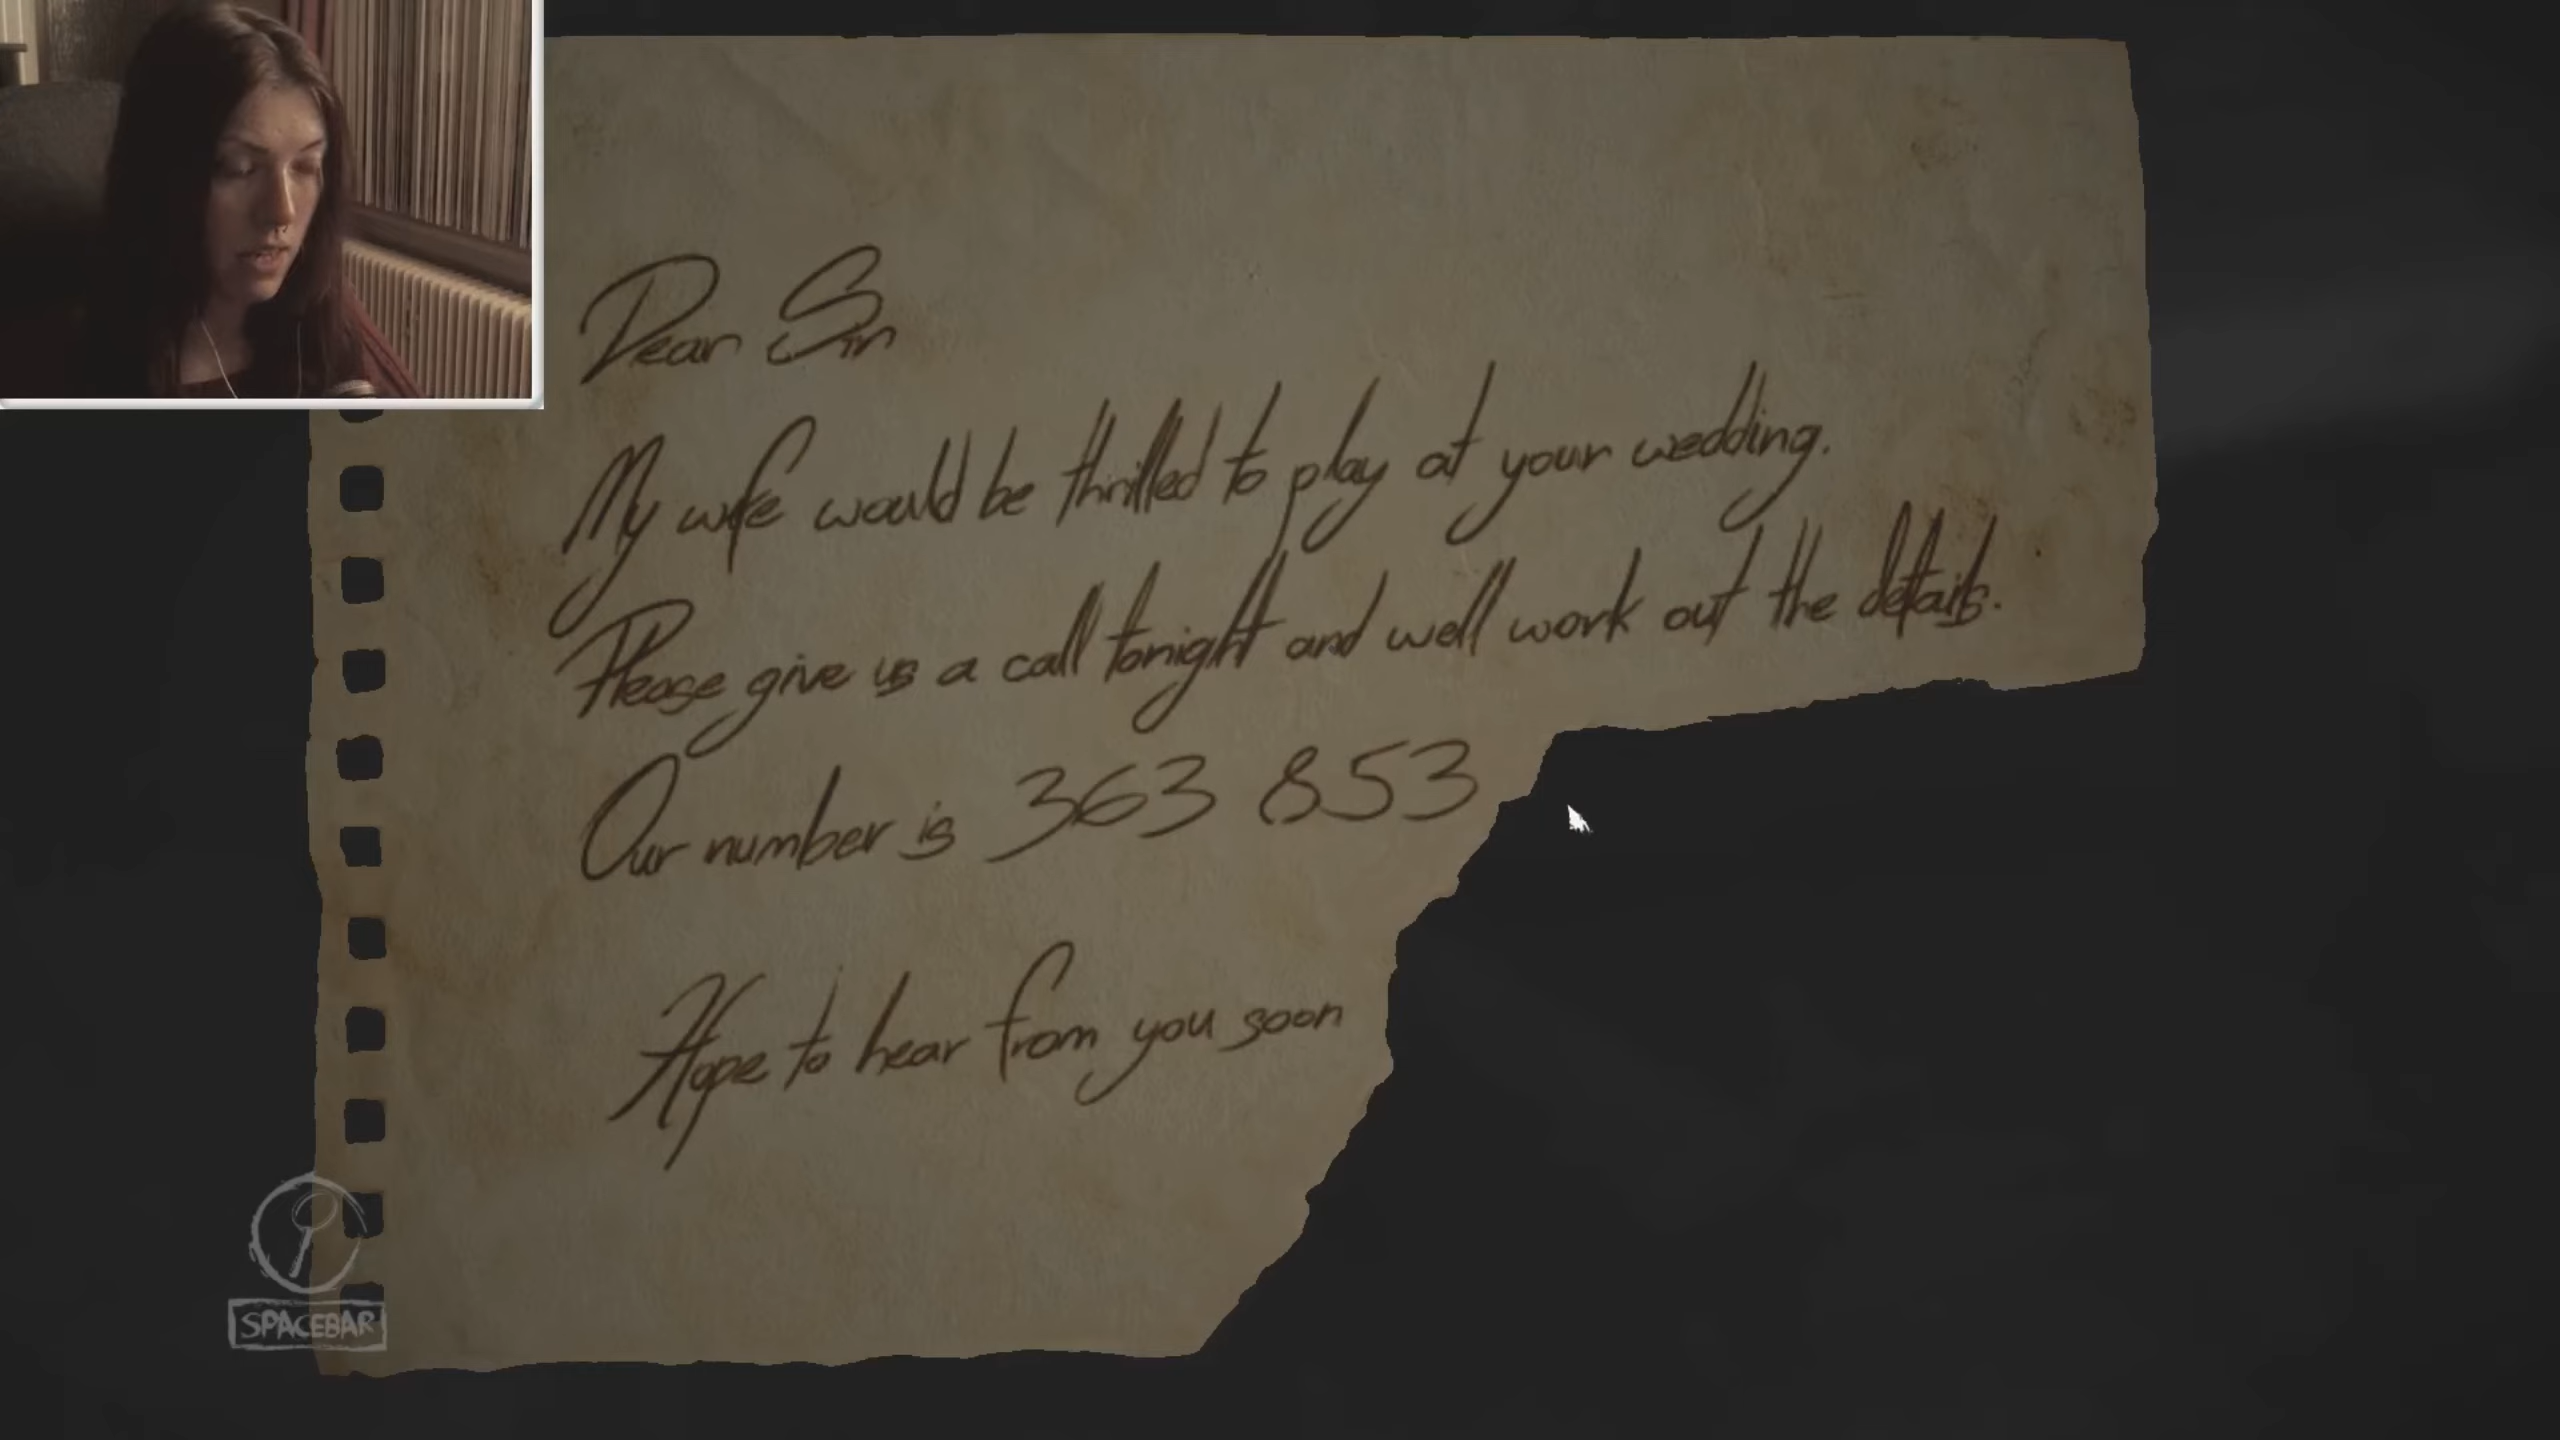 Dear Sir
My wife would be thrilled to play at your wedding.
Please give us a call tonight and well work out the details.
Our number is 363 853
Hope to hear from you soon
SPACEBAR